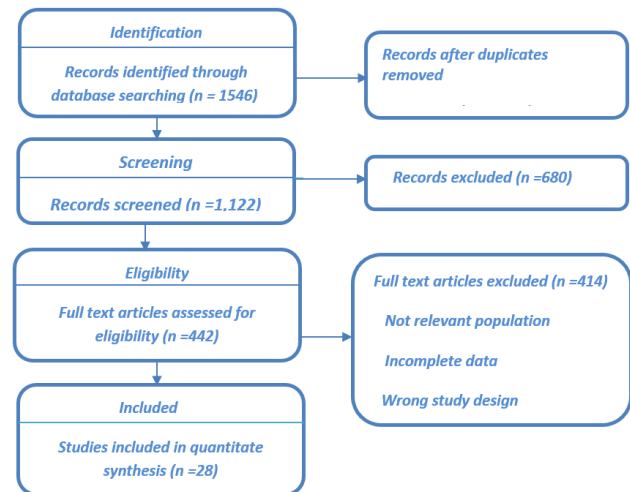 Identification
Records identified through
database searching (n = 1546)
Records after duplicates
removed
Screening
Records screened (n =1,122)
Records excluded (n =680)
Eligibility
Full text articles assessed for
eligibility (n =442)
Full text articles excluded (n =414)
Not relevant population
Incomplete data
Wrong study design
Included
Studies included in quantitate
synthesis (n =28)